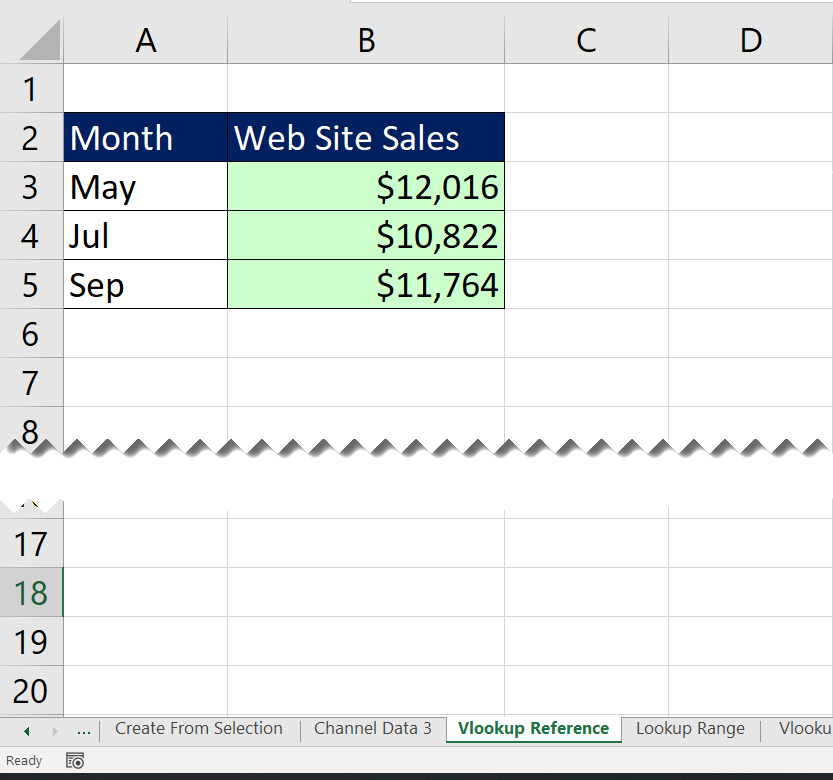 A B C D
1
2 Month Web Site Sales
3 May $12,016
4 Jul $10,822
5 Sep $11,764
6
7
8
17
18
19
20
... Create From Selection Channel Data 3 Vlookup Reference Lookup Range Vlooku
Ready